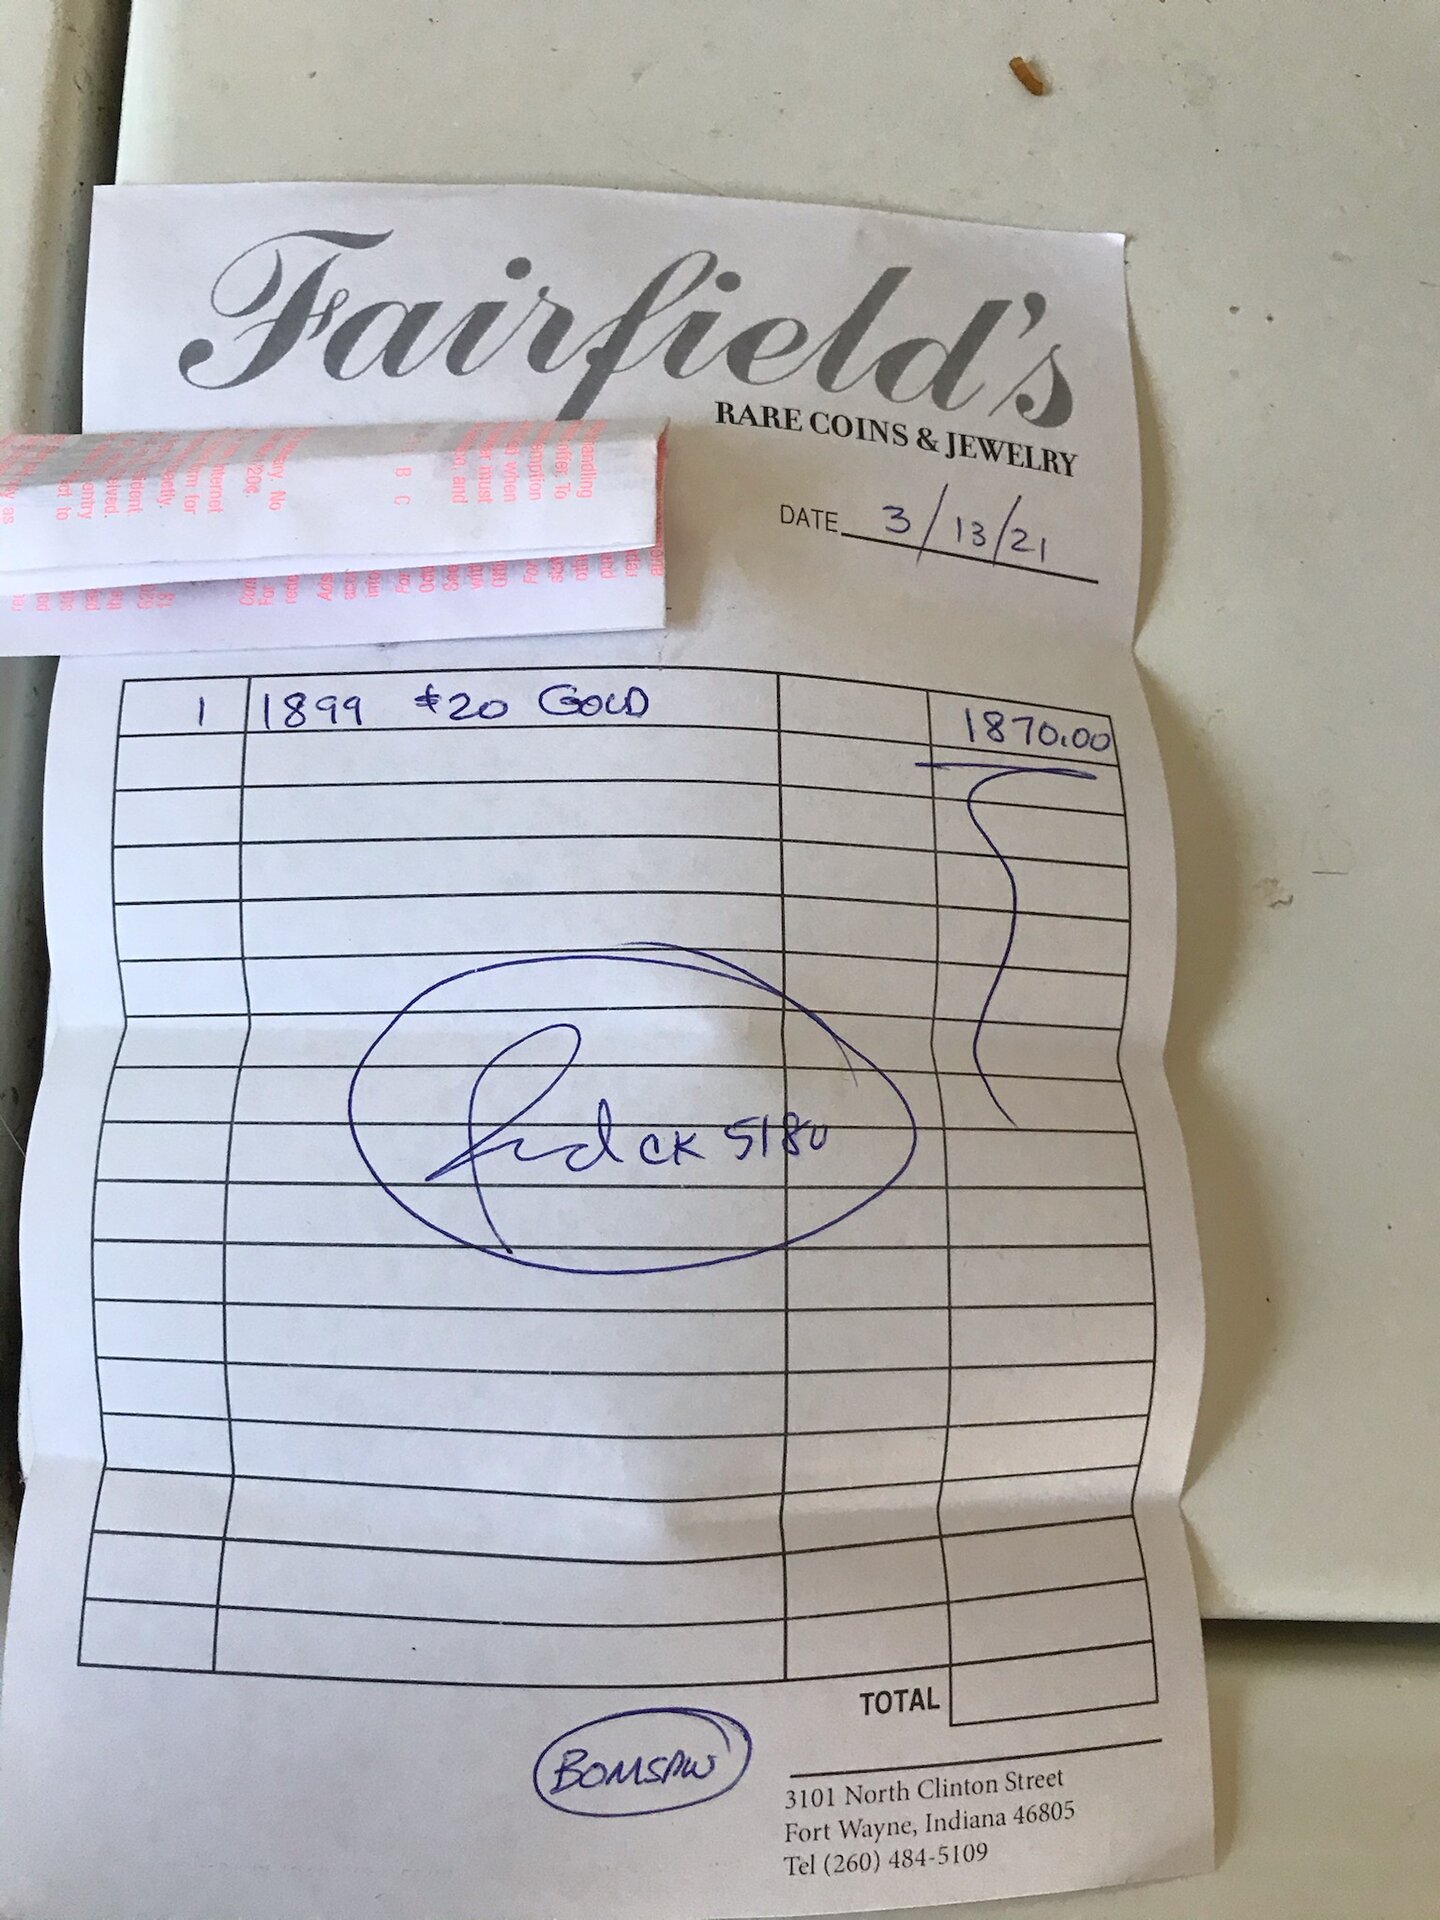 Fairfield's
RARE COINS & JEWELRY
DATE 3/13/21
1 1899 $20 GOLD 1870.00
Pd CK 5180
TOTAL
BOMSAW
3101 North Clinton Street
Fort Wayne, Indiana 46805
Tel (260) 484-5109